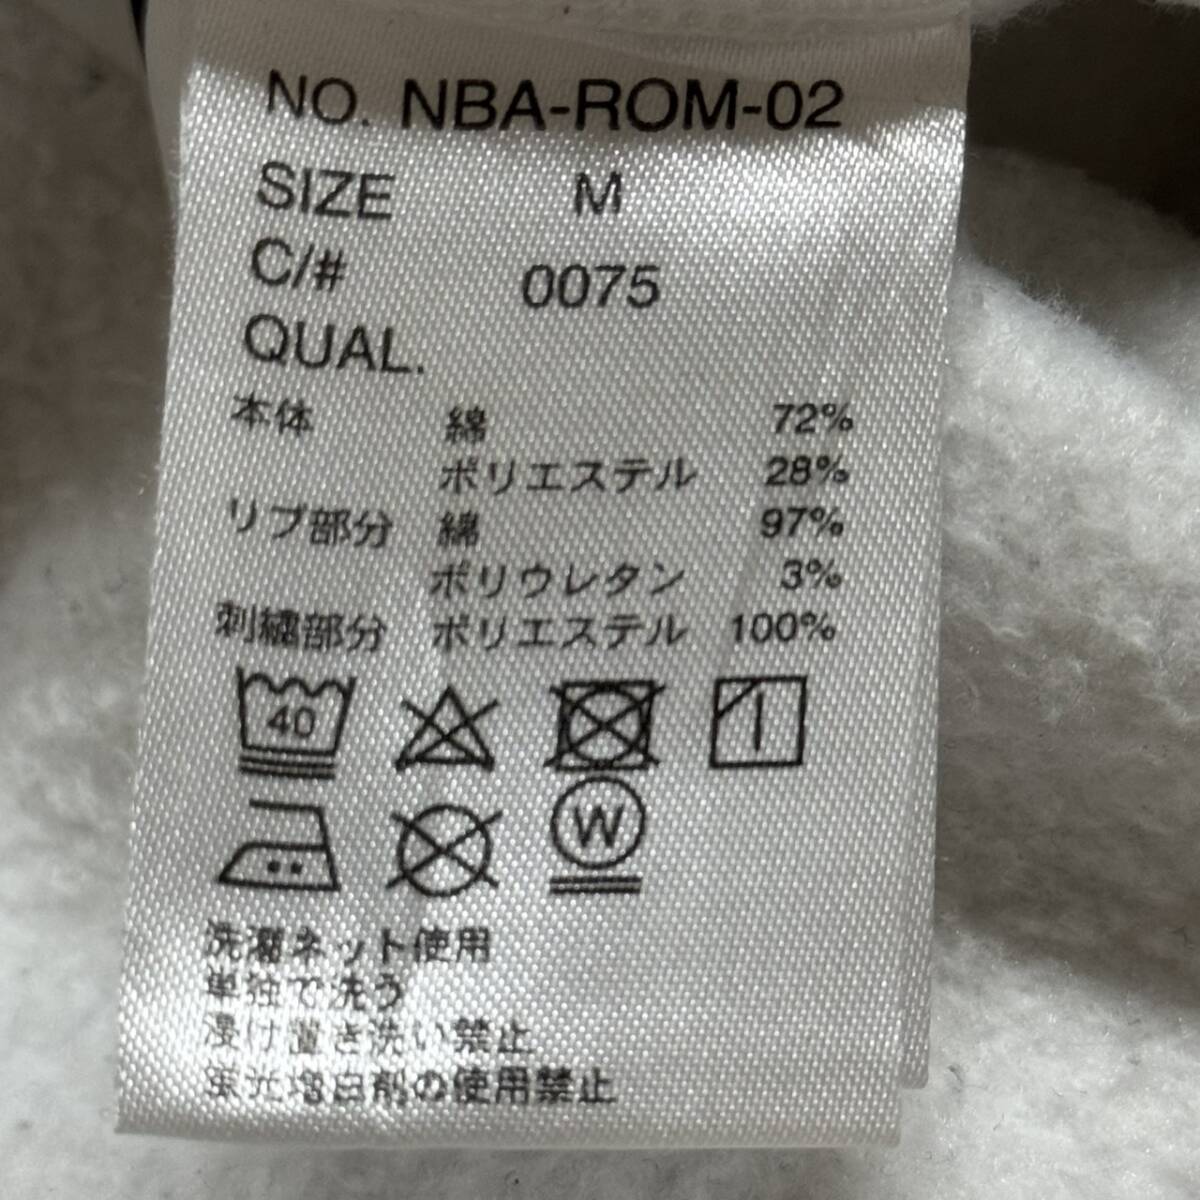 NO. NBA-ROM-02
SIZE M
C/# 0075
QUAL.
本体 綿 72%
ポリエステル 28%
リブ部分 綿 97%
ポリウレタン 3%
刺繍部分 ポリエステル 100%
40
W
洗濯ネット使用
単独で洗う
浸け置き洗い禁止
蛍光増白剤の使用禁止